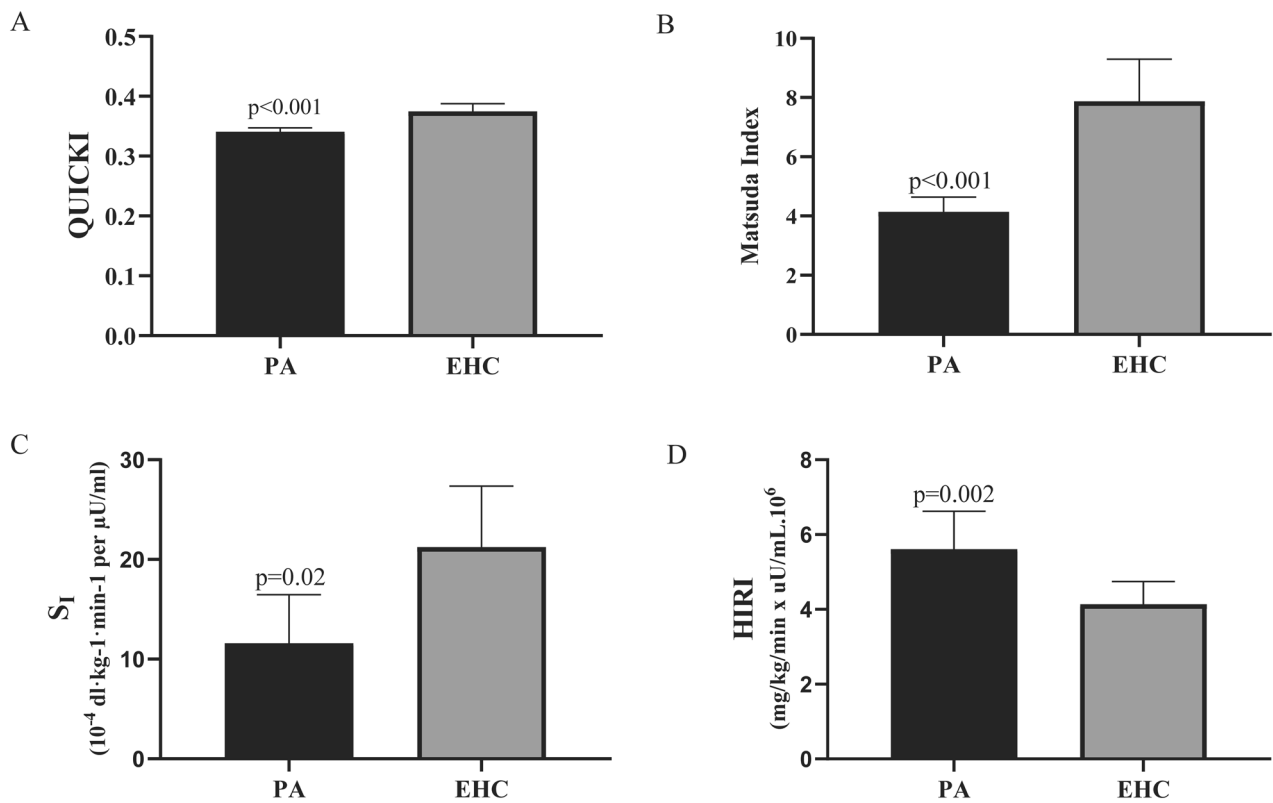 A
QUICKI
0.5
0.4
0.3
0.2
0.1
0.0
p<0.001
PA
EHC
B
Matsuda Index
10
8
6
4
2
0
p<0.001
PA
EHC
C
S_I
(10⁻⁴ dl·kg-1·min-1 per µU/ml)
30
20
10
0
p=0.02
PA
EHC
D
HIRI
(mg/kg/min x uU/mL.10⁶
8
6
4
2
0
p=0.002
PA
EHC